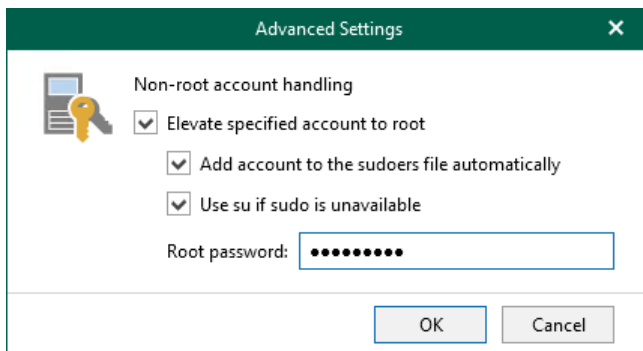 Advanced Settings
Non-root account handling
Elevate specified account to root
Add account to the sudoers file automatically
Use su if sudo is unavailable
Root password: •••••••••
OK Cancel